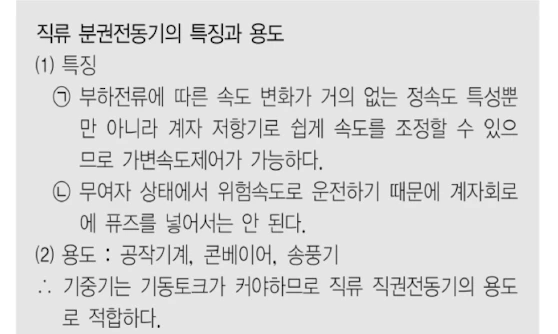 직류 분권전동기의 특징과 용도
(1) 특징
㉠ 부하전류에 따른 속도 변화가 거의 없는 정속도 특성뿐
만 아니라 계자 저항기로 쉽게 속도를 조정할 수 있으
므로 가변속도제어가 가능하다.
㉡ 무여자 상태에서 위험속도로 운전하기 때문에 계자회로
에 퓨즈를 넣어서는 안 된다.
(2) 용도 : 공작기계, 콘베이어, 송풍기
∴ 기중기는 기동토크가 커야하므로 직류 직권전동기의 용도
로 적합하다.